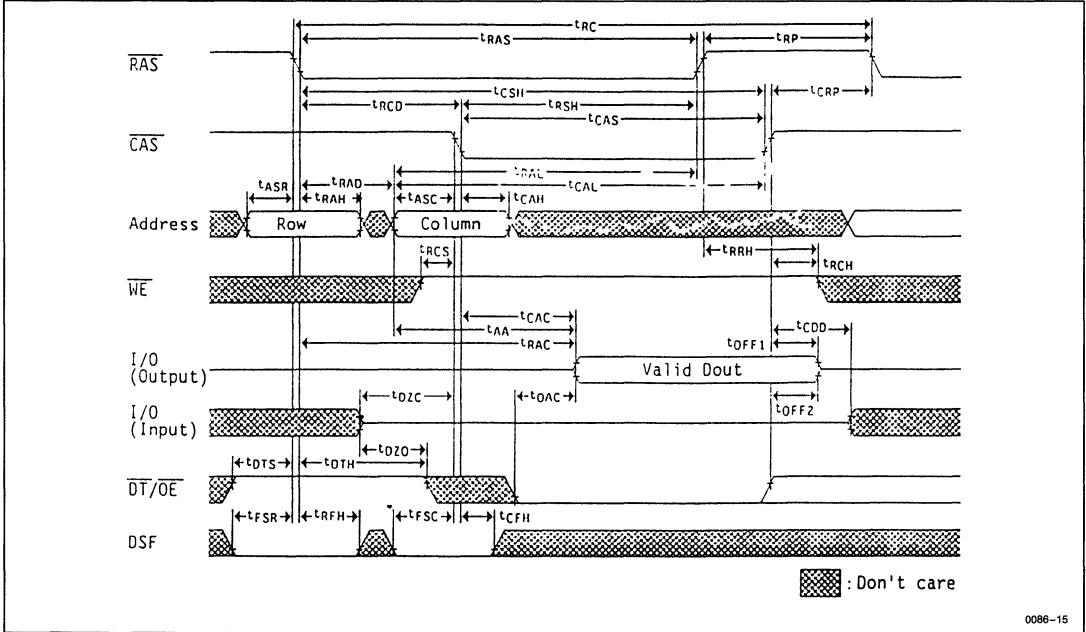 tRC
tRAS tRP
RAS
tCSH tCRP
tRCD tRSH
tCAS
CAS
tRAL
tASR tRAD tCAL
tRAH tASC tCAH
Address Row Column
tRRH
tRCS tRCH
WE
tCAC
tAA tCDD
tRAC tOFF1
I/O
(Output) Valid Dout
tDZC tOAC tOFF2
I/O
(Input)
tDZO
tDTS tDTH
DT/OE
tFSR tRFH tFSC tCFH
DSF
:Don't care
0086-15